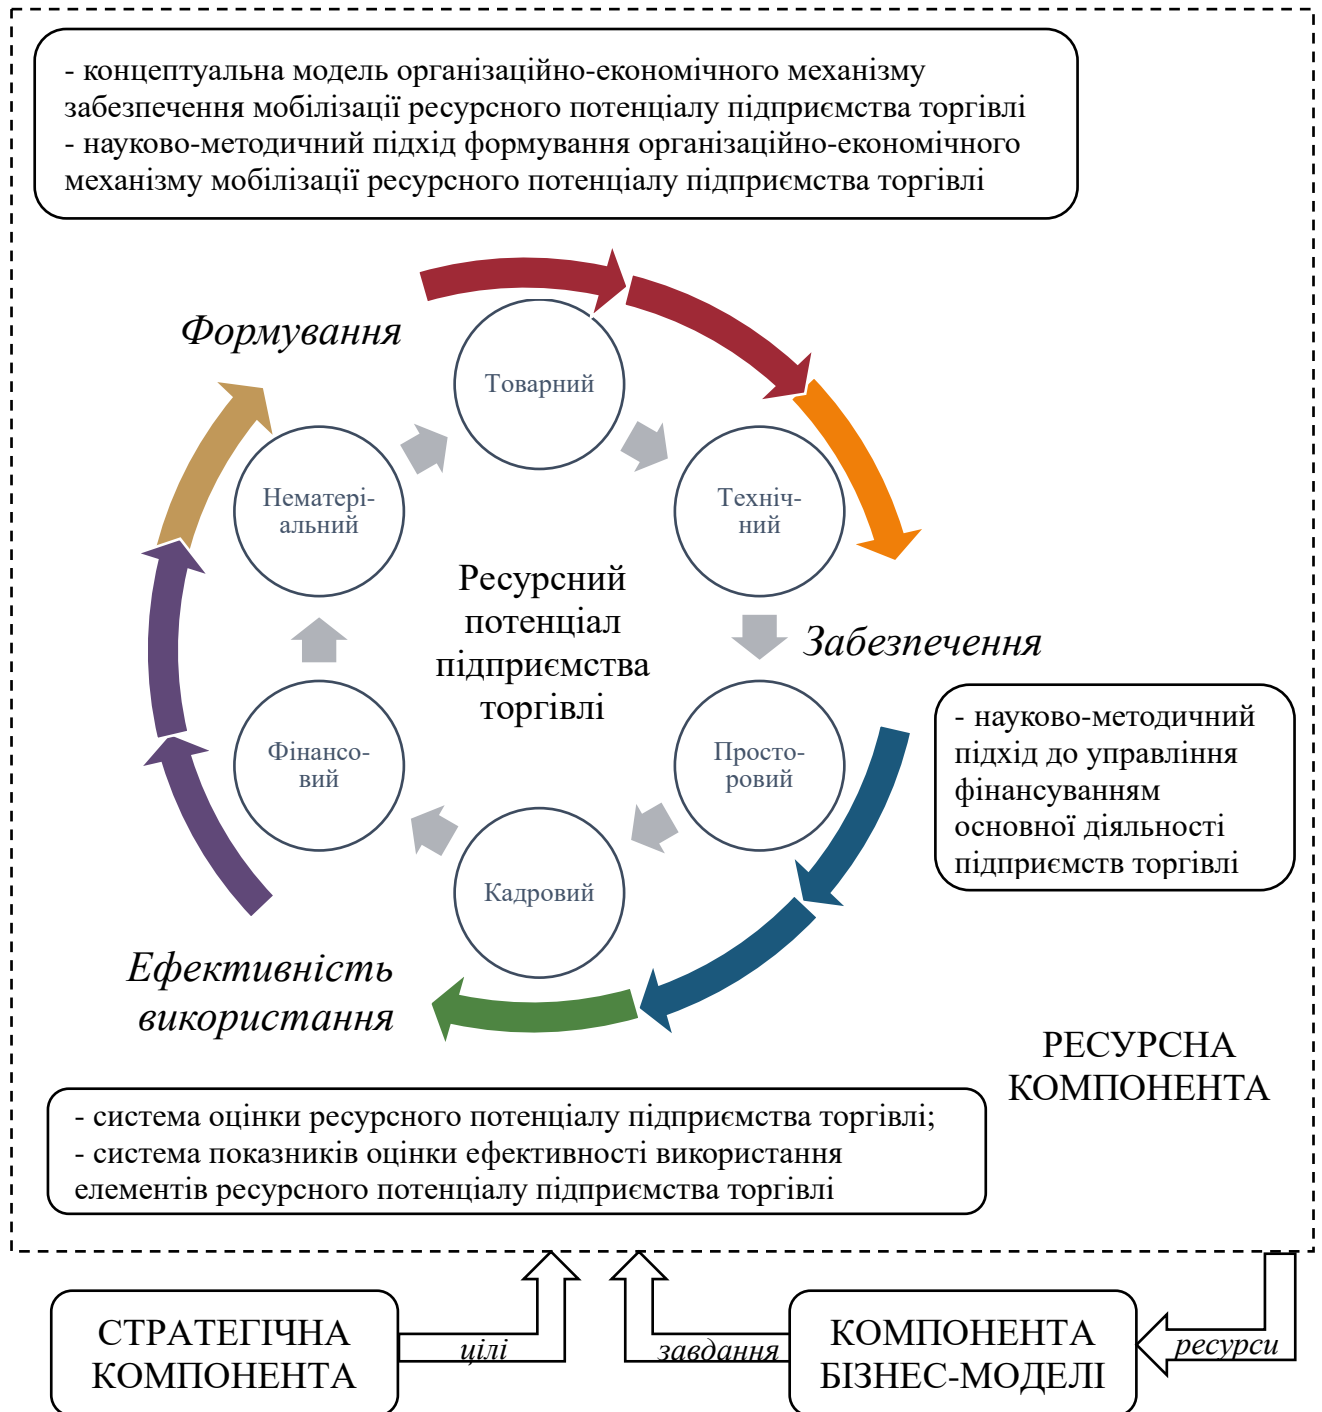 - концептуальна модель організаційно-економічного механізму
забезпечення мобілізації ресурсного потенціалу підприємства торгівлі
- науково-методичний підхід формування організаційно-економічного
механізму мобілізації ресурсного потенціалу підприємства торгівлі
Формування
Товарний
Техніч-
ний
Нематері-
альний
Ресурсний
потенціал
підприємства
торгівлі
Забезпечення
- науково-методичний
підхід до управління
фінансуванням
основної діяльності
підприємств торгівлі
Просто-
ровий
Фінансо-
вий
Кадровий
Ефективність
використання
РЕСУРСНА
КОМПОНЕНТА
- система оцінки ресурсного потенціалу підприємства торгівлі;
- система показників оцінки ефективності використання
елементів ресурсного потенціалу підприємства торгівлі
СТРАТЕГІЧНА
КОМПОНЕНТА
цілі
завдання
КОМПОНЕНТА
БІЗНЕС-МОДЕЛІ
ресурси